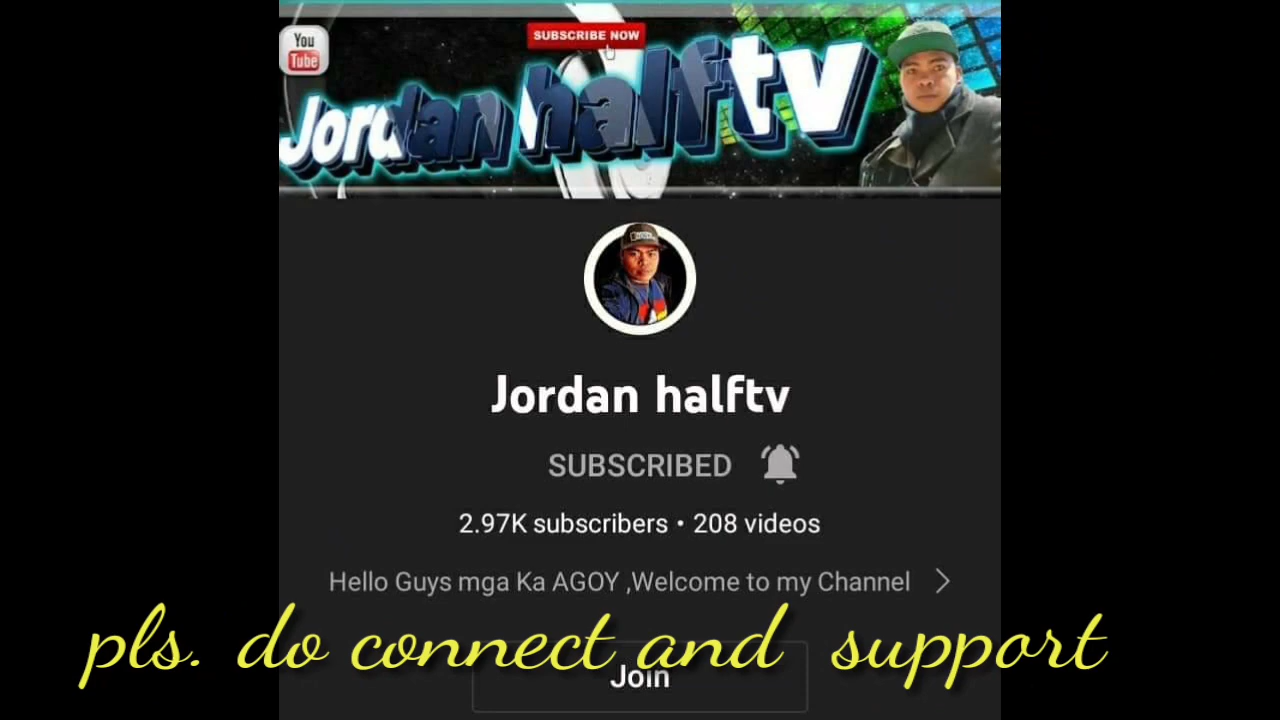 You
Tube
SUBSCRIBE NOW
Jordan halftv
Jordan halftv
SUBSCRIBED
2.97K subscribers • 208 videos
Hello Guys mga Ka AGOY ,Welcome to my Channel
pls. do connect and support
Join